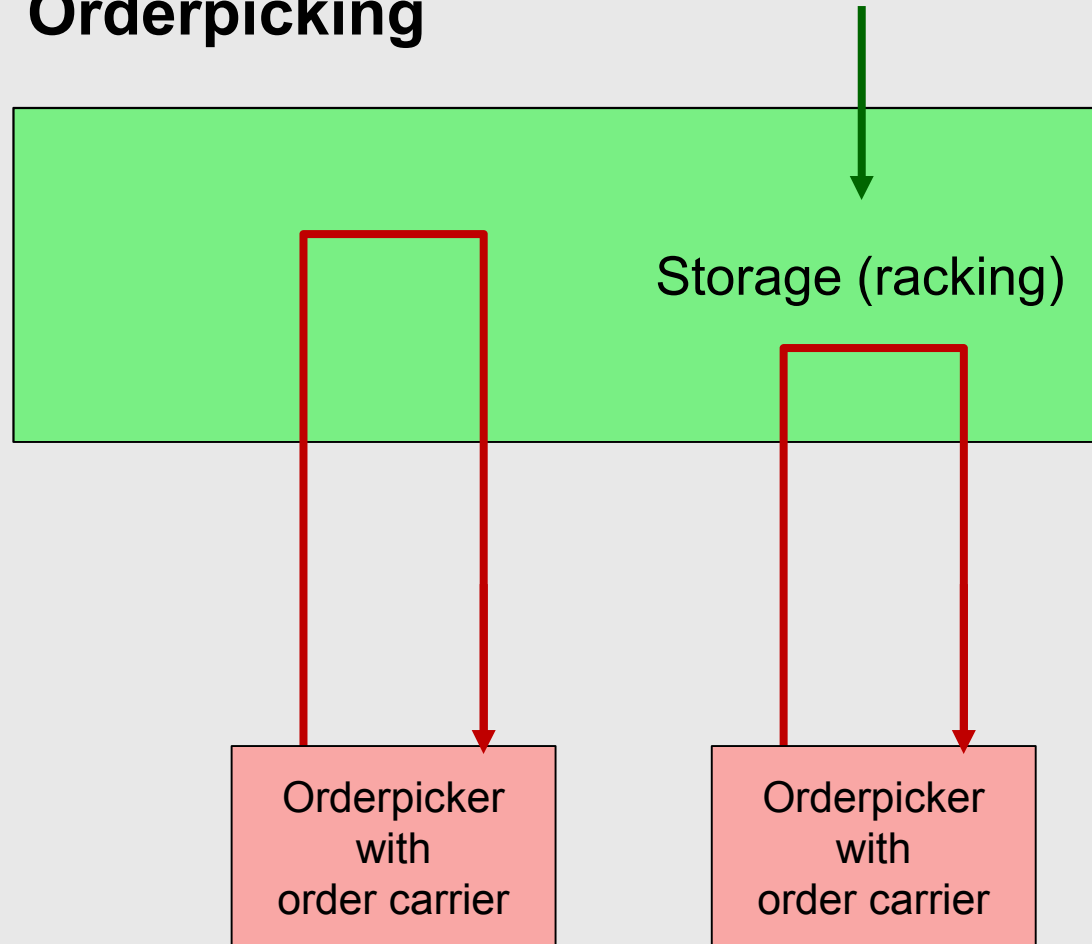 Orderpicking
Storage (racking)
Orderpicker
with
order carrier
Orderpicker
with
order carrier